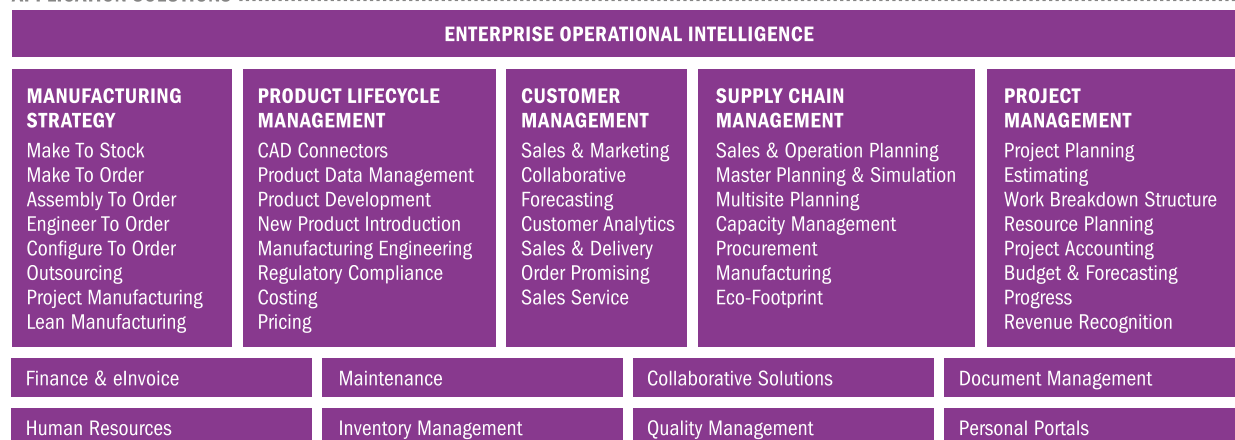 APPLICATION SOLUTIONS
ENTERPRISE OPERATIONAL INTELLIGENCE
MANUFACTURING
STRATEGY
Make To Stock
Make To Order
Assembly To Order
Engineer To Order
Configure To Order
Outsourcing
Project Manufacturing
Lean Manufacturing
PRODUCT LIFECYCLE
MANAGEMENT
CAD Connectors
Product Data Management
Product Development
New Product Introduction
Manufacturing Engineering
Regulatory Compliance
Costing
Pricing
CUSTOMER
MANAGEMENT
Sales & Marketing
Collaborative
Forecasting
Customer Analytics
Sales & Delivery
Order Promising
Sales Service
SUPPLY CHAIN
MANAGEMENT
Sales & Operation Planning
Master Planning & Simulation
Multisite Planning
Capacity Management
Procurement
Manufacturing
Eco-Footprint
PROJECT
MANAGEMENT
Project Planning
Estimating
Work Breakdown Structure
Resource Planning
Project Accounting
Budget & Forecasting
Progress
Revenue Recognition
Finance & eInvoice
Maintenance
Collaborative Solutions
Document Management
Human Resources
Inventory Management
Quality Management
Personal Portals